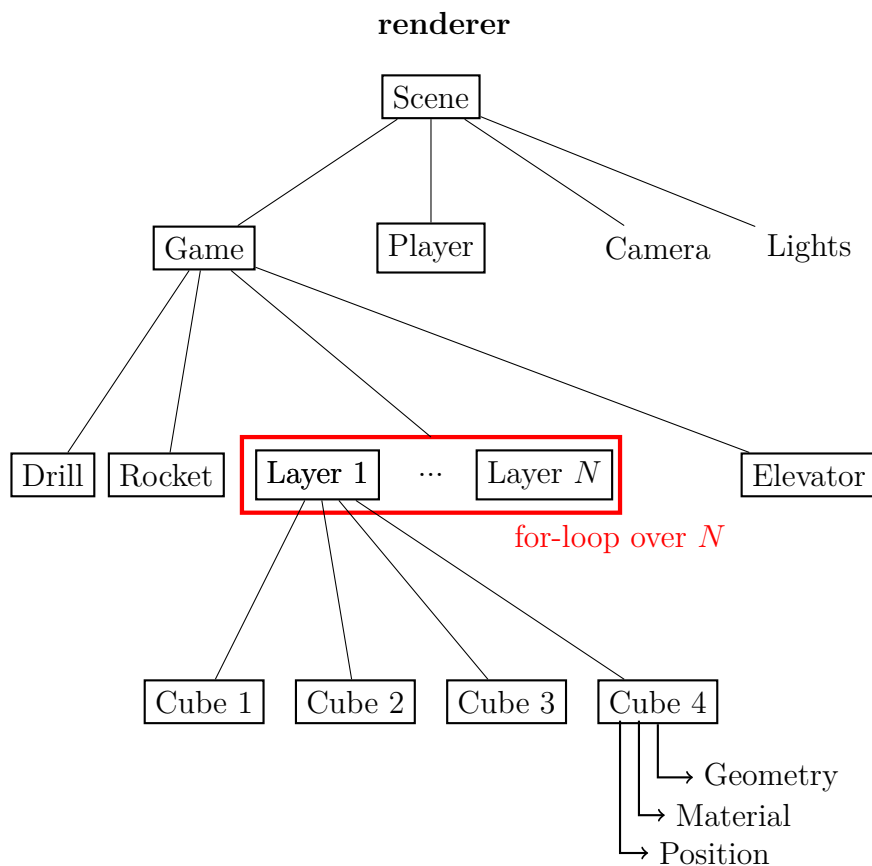 renderer
Scene
Game
Player
Camera
Lights
Drill
Rocket
Layer 1
...
Layer N
Elevator
for-loop over N
Cube 1
Cube 2
Cube 3
Cube 4
Geometry
Material
Position